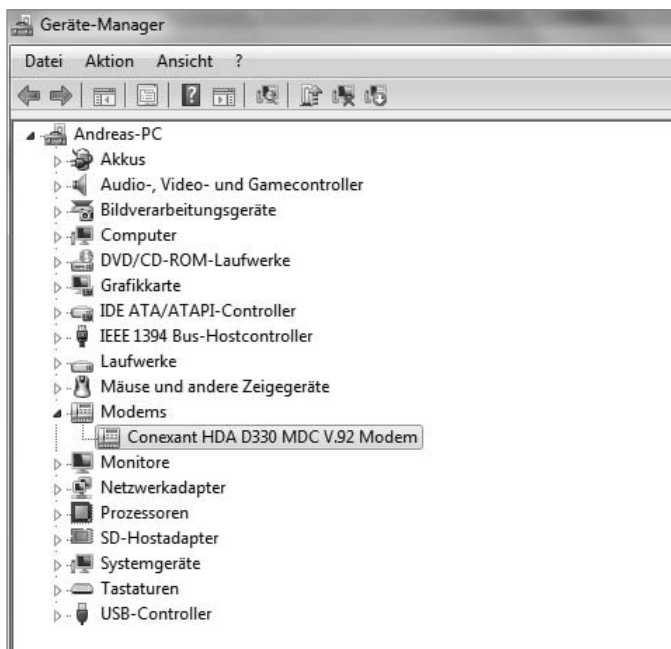 Geräte-Manager
Datei Aktion Ansicht ?
Andreas-PC
Akkus
Audio-, Video- und Gamecontroller
Bildverarbeitungsgeräte
Computer
DVD/CD-ROM-Laufwerke
Grafikkarte
IDE ATA/ATAPI-Controller
IEEE 1394 Bus-Hostcontroller
Laufwerke
Mäuse und andere Zeigegeräte
Modems
Conexant HDA D330 MDC V.92 Modem
Monitore
Netzwerkadapter
Prozessoren
SD-Hostadapter
Systemgeräte
Tastaturen
USB-Controller